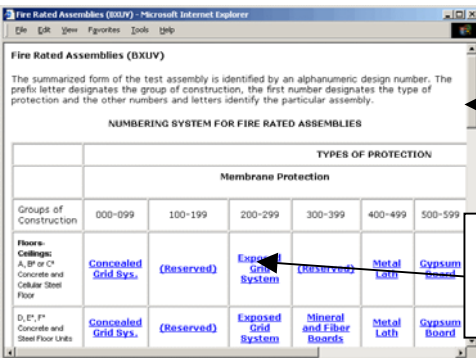 Fire Rated Assemblies (BXUV) - Microsoft Internet Explorer
File Edit View Favorites Tools Help
Fire Rated Assemblies (BXUV)
The summarized form of the test assembly is identified by an alphanumeric design number. The
prefix letter designates the group of construction, the first number designates the type of
protection and the other numbers and letters identify the particular assembly.
NUMBERING SYSTEM FOR FIRE RATED ASSEMBLIES
TYPES OF PROTECTION
Membrane Protection
Groups of
Construction
000-099
100-199
200-299
300-399
400-499
500-599
Floors-
Ceilings:
A, B* or C*
Concrete and
Cellular Steel
Floor
Concealed
Grid Sys.
(Reserved)
Exposed
Grid
System
(Reserved)
Metal
Lath
Gypsum
Board
D, E*, F*
Concrete and
Steel Floor Units
Concealed
Grid Sys.
(Reserved)
Exposed
Grid
System
Mineral
and Fiber
Boards
Metal
Lath
Gypsum
Board